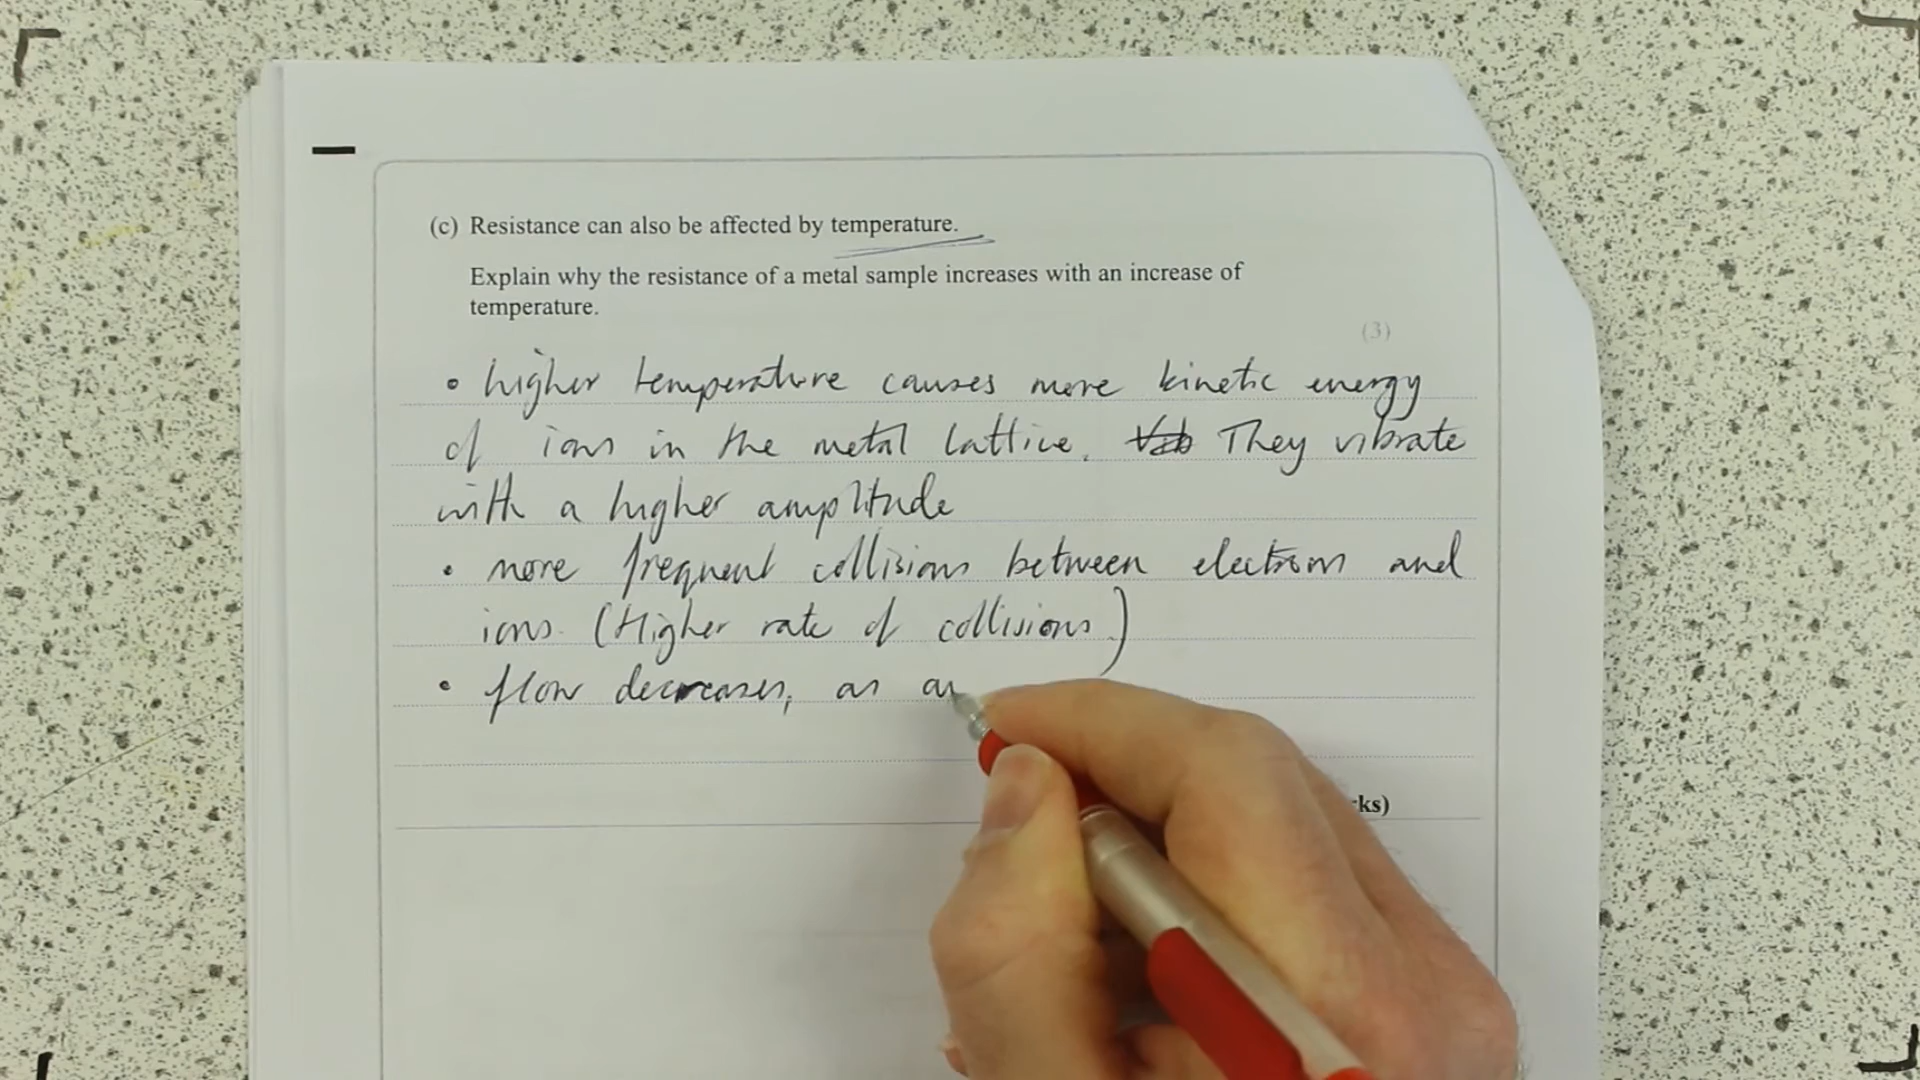 (c) Resistance can also be affected by temperature.
Explain why the resistance of a metal sample increases with an increase of
temperature.
(3)
• higher temperature causes more kinetic energy
of ions in the metal lattice. They vibrate
with a higher amplitude
• more frequent collisions between electrons and
ions. (Higher rate of collisions.)
• flow decreases, as
ks)